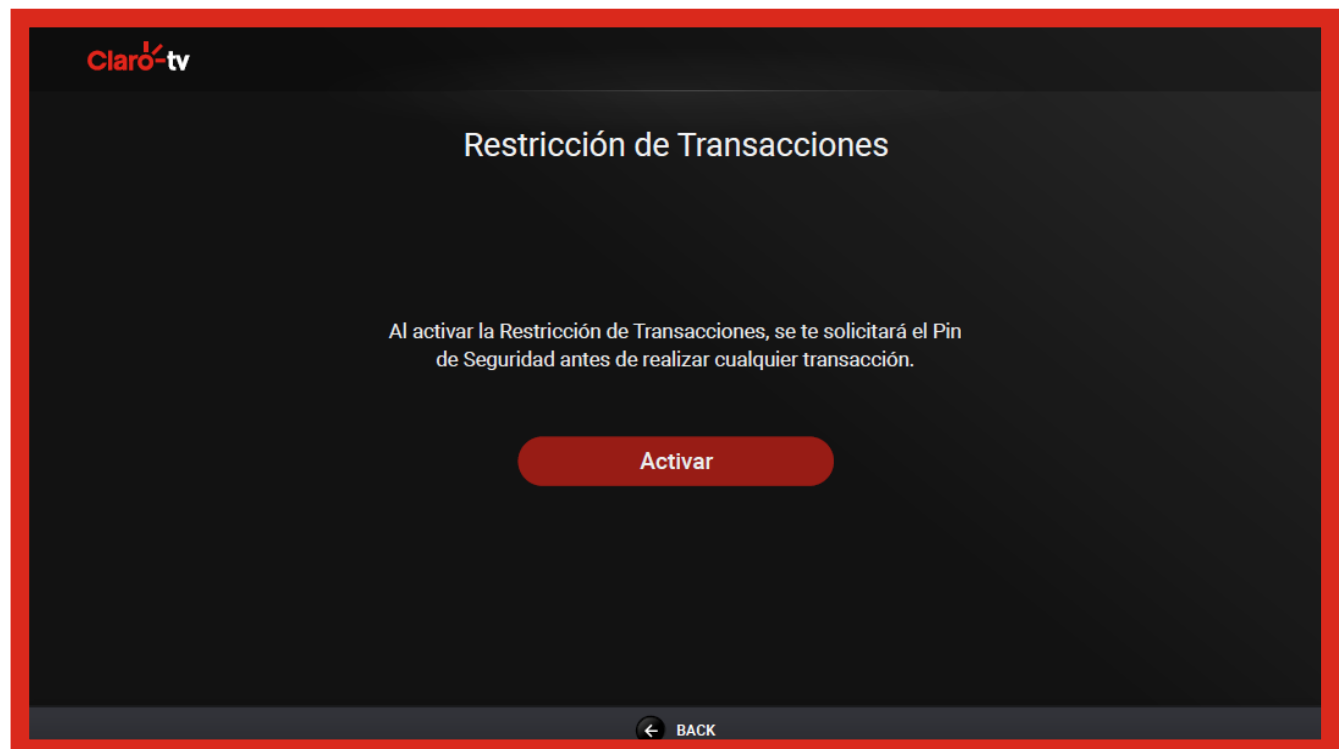 Claro-tv
Restricción de Transacciones
Al activar la Restricción de Transacciones, se te solicitará el Pin
de Seguridad antes de realizar cualquier transacción.
Activar
BACK